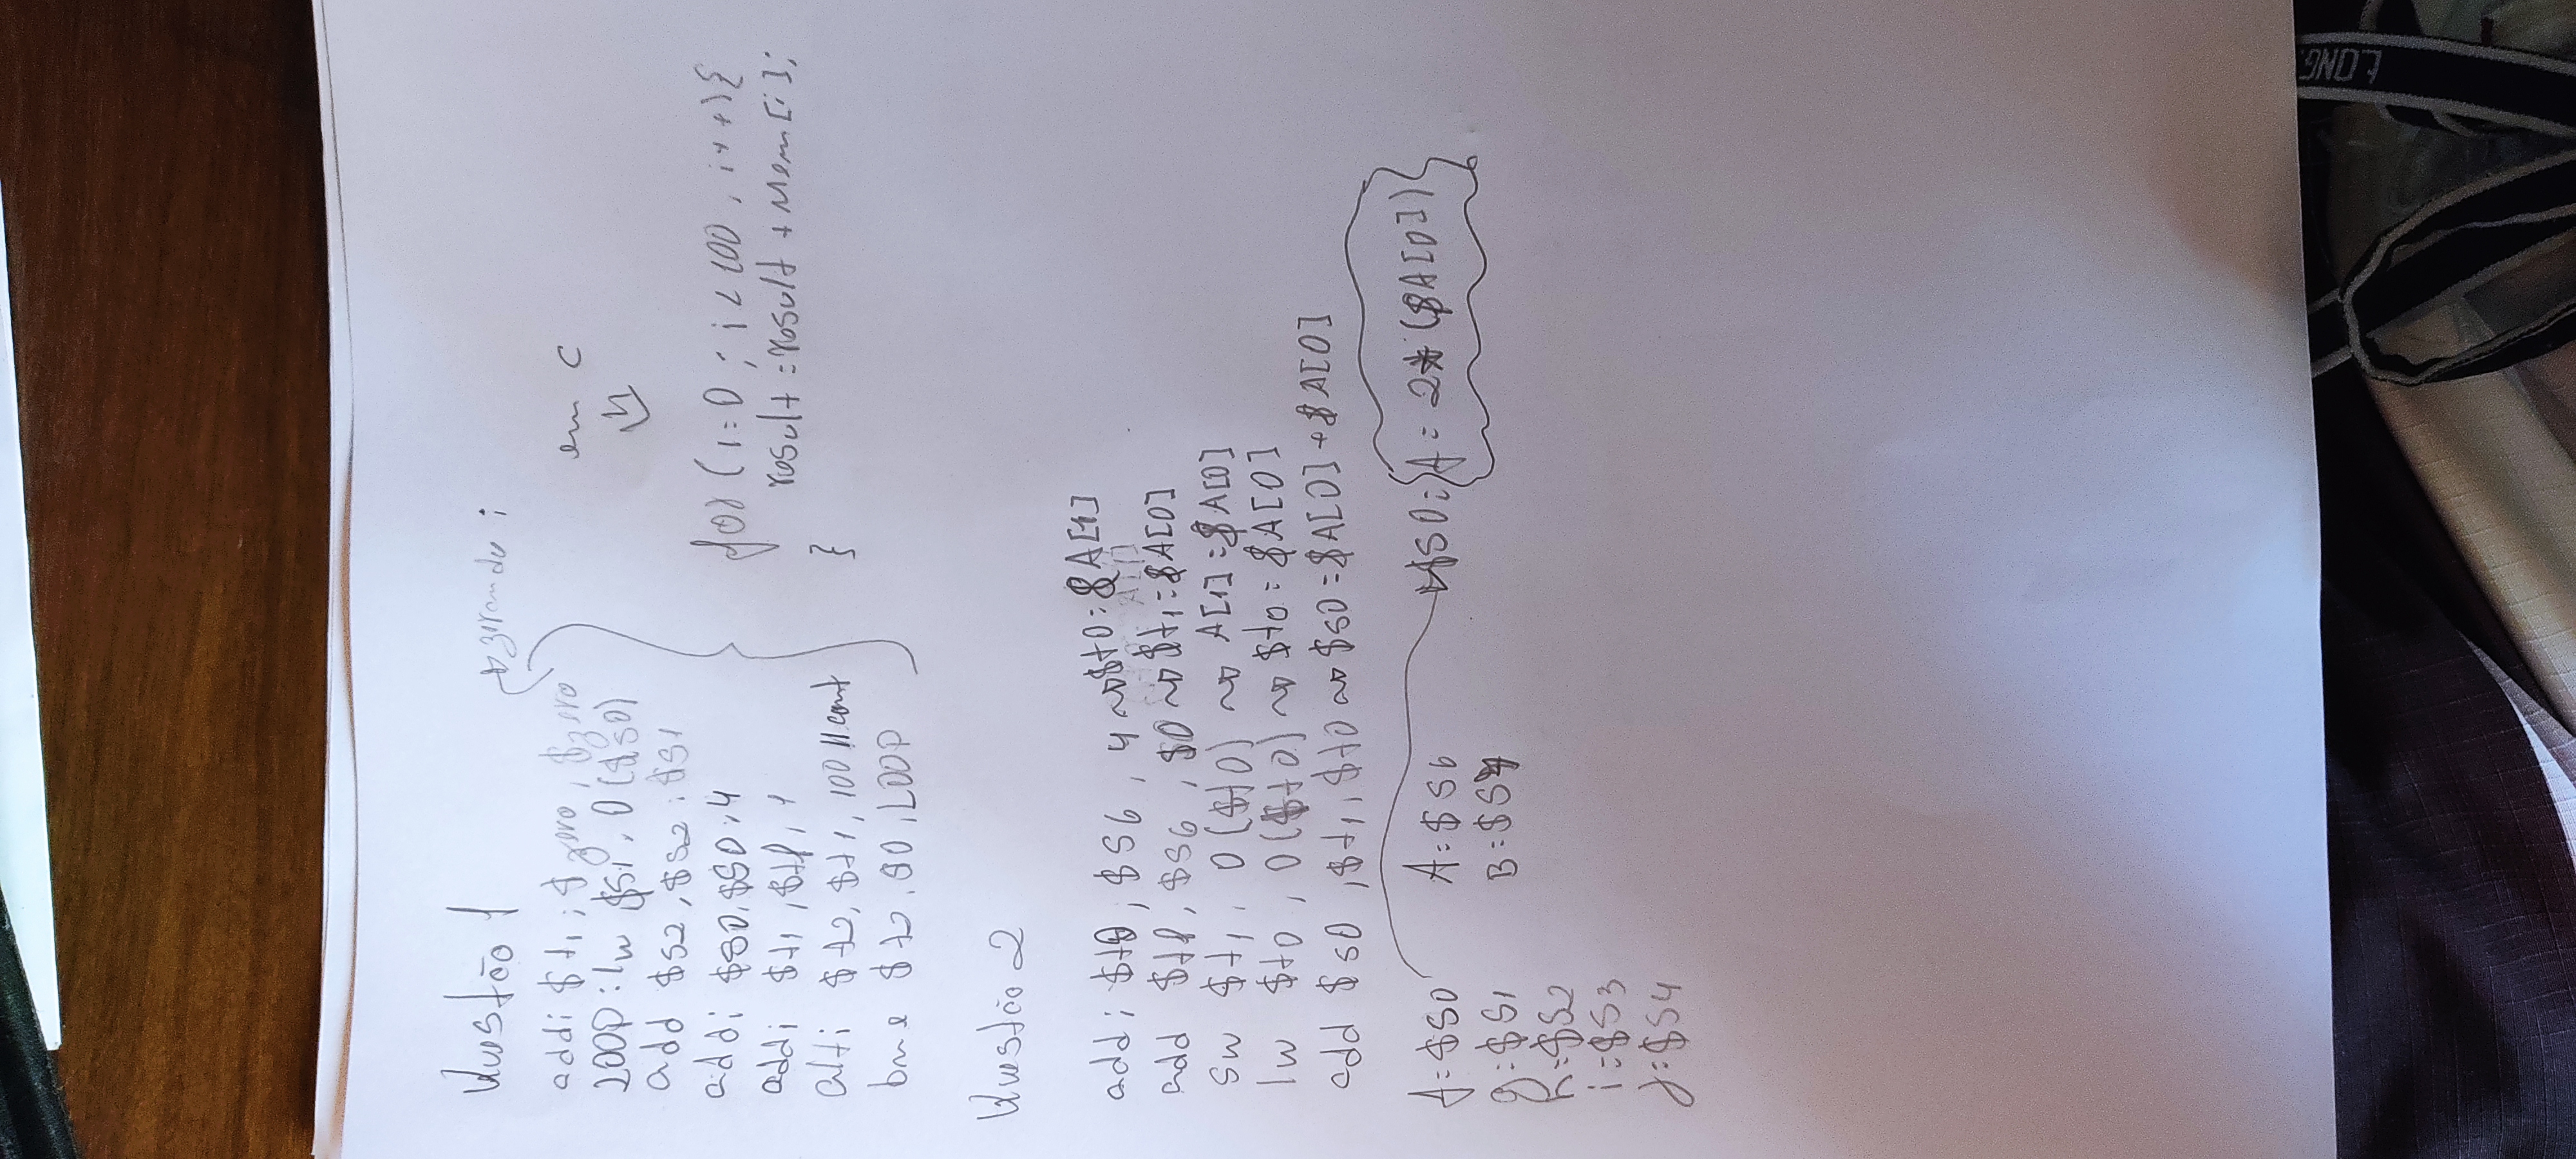 Questão 1
addi $t1, $zero, $zero
zerando i
LOOP: lw $s1, 0($s0)
add $s2, $s2, $s1
addi $s0, $s0, 4
addi $t1, $t1, 1
slti $t2, $t1, 100
bne $t2, $0, LOOP
em C
for (i=0; i<100, i++){
result = result + Mem[i];
}
Questão 2
addi $t0, $s6, 4 → $t0: &A[1]
add $t1, $s6, $0 → $t1: &A[0]
sw $t1, 0($t0) → A[1]: &A[0]
lw $t0, 0($t0) → $t0: &A[0]
add $s0, $t1, $t0 → $s0: &A[0] + &A[0]
f: $s0
g: $s1
h: $s2
i: $s3
j: $s4
A: $s6
B: $s7
$s0: f = 2*(&A[0])
LONG